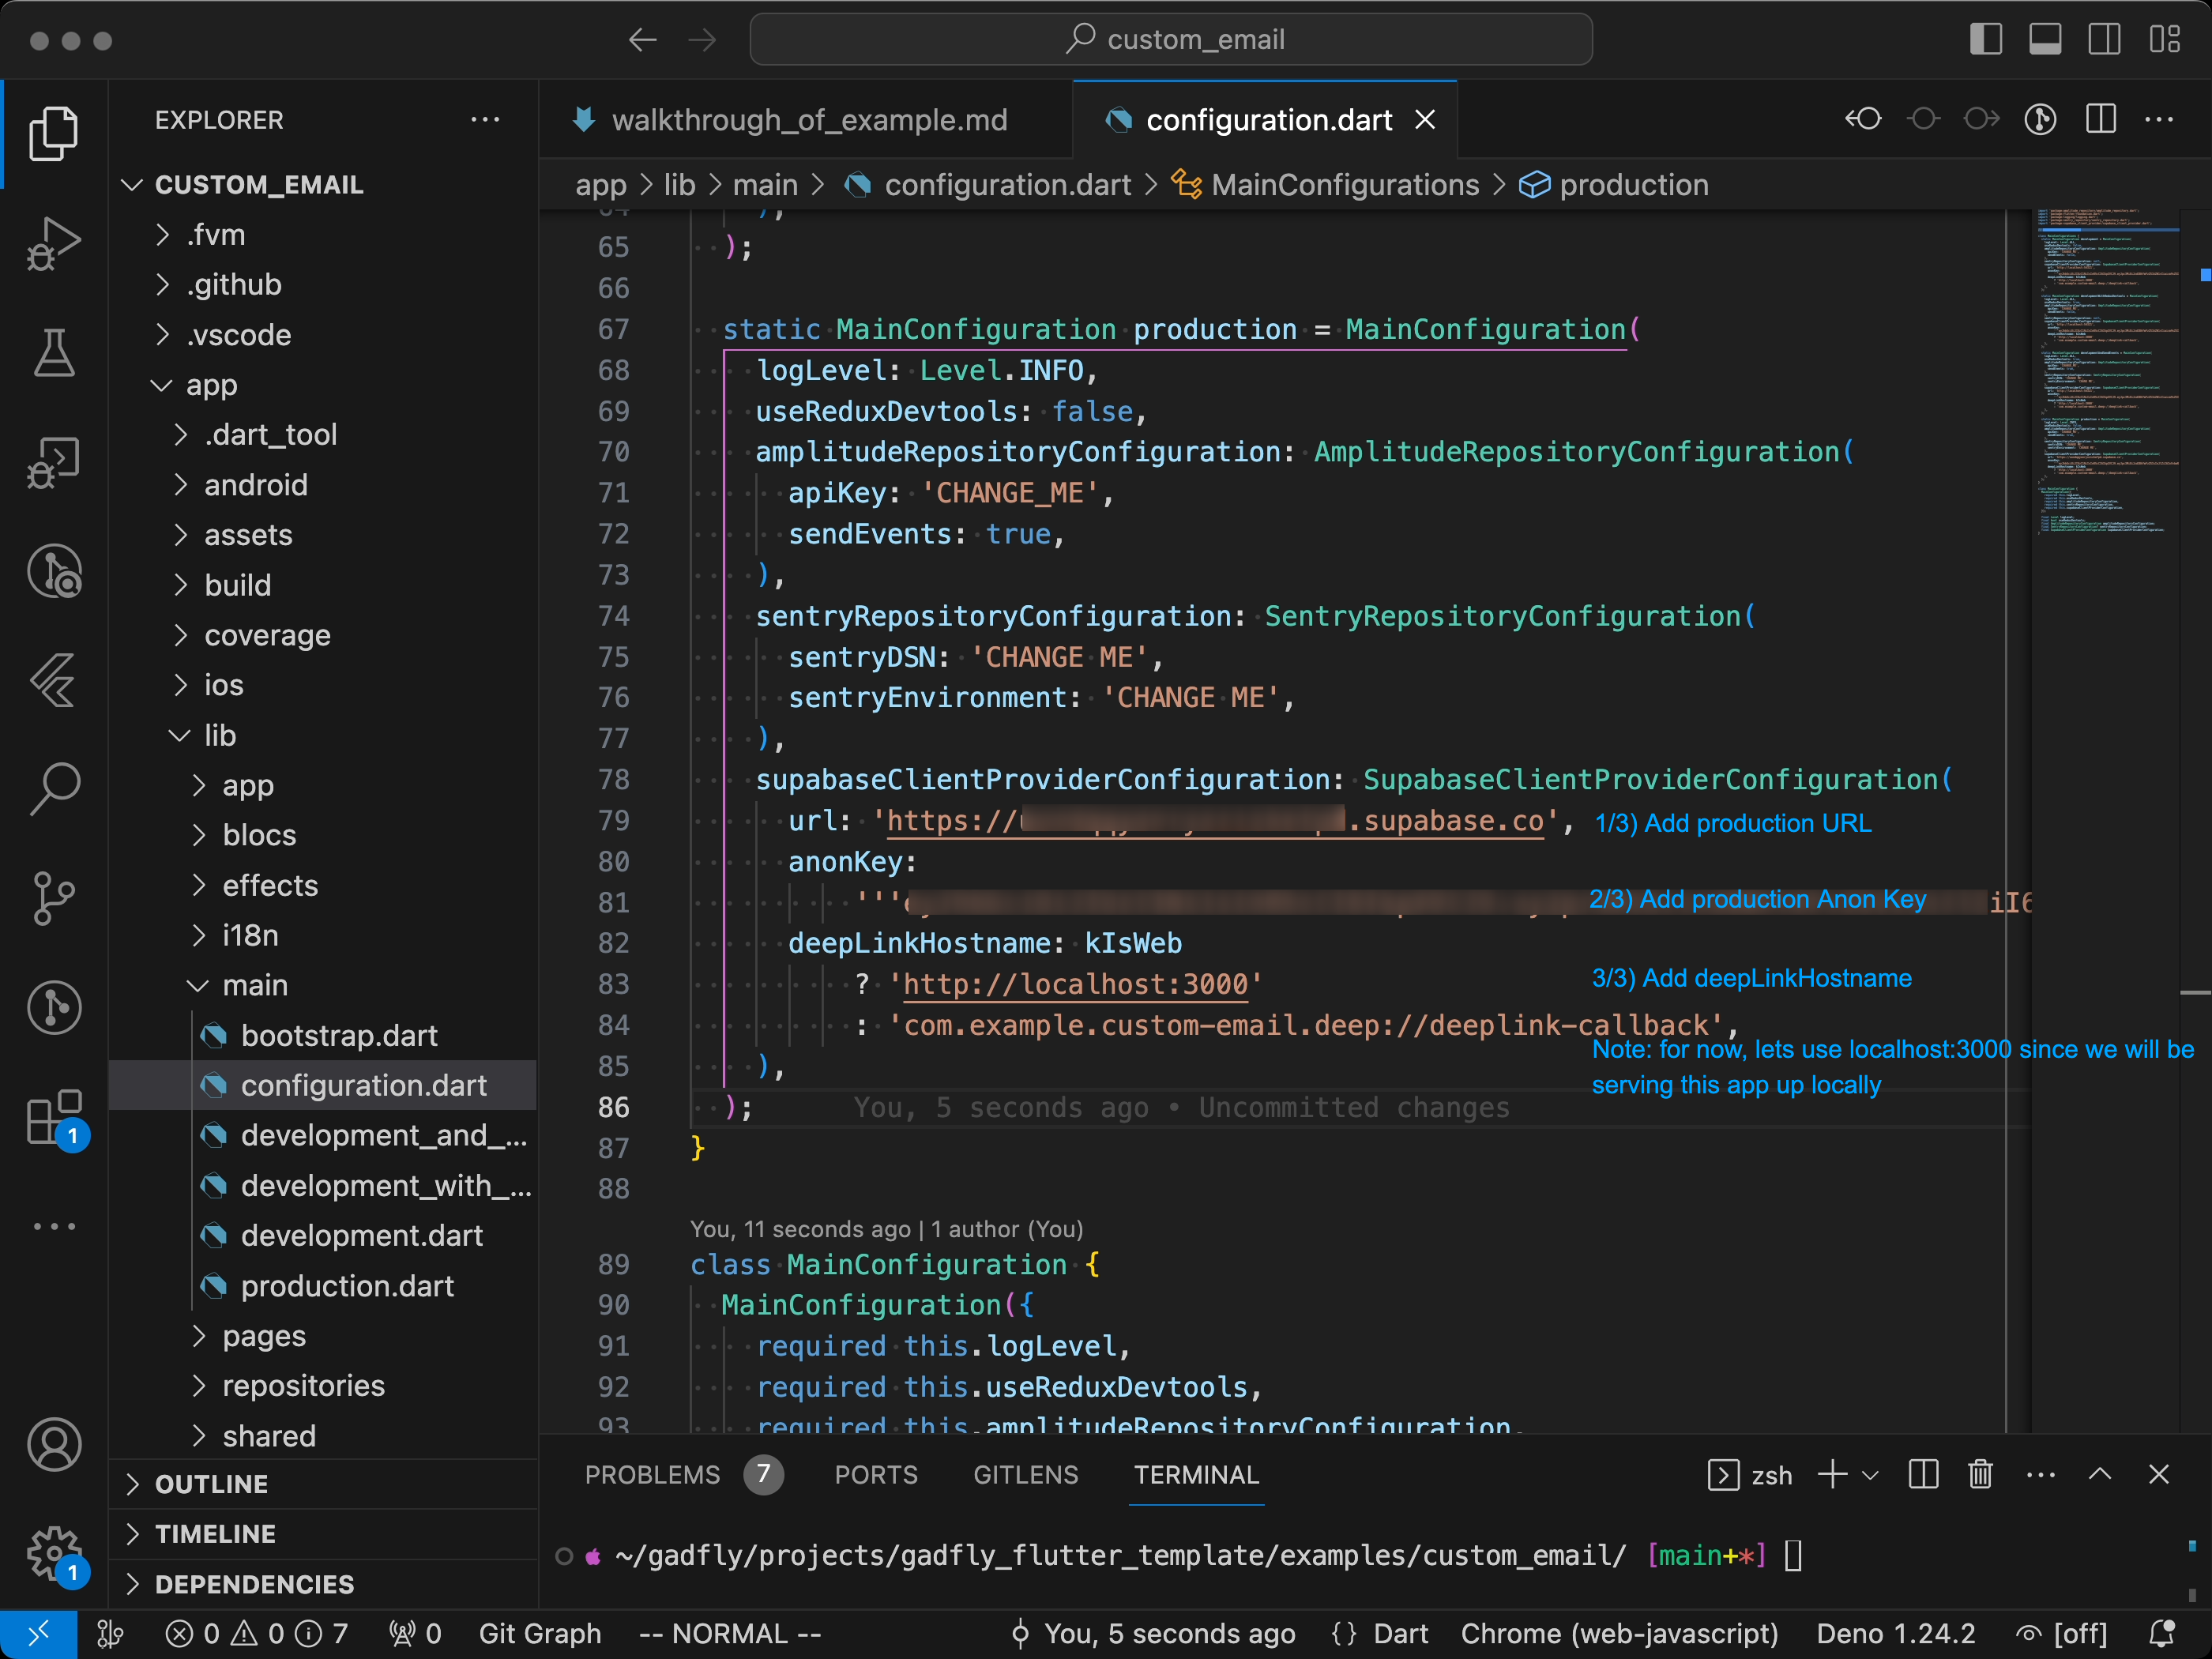 custom_email
EXPLORER
walkthrough_of_example.md
configuration.dart
app > lib > main > configuration.dart > MainConfigurations > production
CUSTOM_EMAIL
.fvm
.github
.vscode
app
.dart_tool
android
assets
build
coverage
ios
lib
app
blocs
effects
i18n
main
bootstrap.dart
configuration.dart
development_and_...
development_with_...
development.dart
production.dart
pages
repositories
shared
OUTLINE
TIMELINE
DEPENDENCIES
64 );
65 );
66
67 static MainConfiguration production = MainConfiguration(
68 logLevel: Level.INFO,
69 useReduxDevtools: false,
70 amplitudeRepositoryConfiguration: AmplitudeRepositoryConfiguration(
71 apiKey: 'CHANGE_ME',
72 sendEvents: true,
73 ),
74 sentryRepositoryConfiguration: SentryRepositoryConfiguration(
75 sentryDSN: 'CHANGE ME',
76 sentryEnvironment: 'CHANGE ME',
77 ),
78 supabaseClientProviderConfiguration: SupabaseClientProviderConfiguration(
79 url: 'https://.supabase.co', 1/3) Add production URL
80 anonKey:
81 ''' 2/3) Add production Anon Key iI6
82 deepLinkHostname: kIsWeb
83 ? 'http://localhost:3000' 3/3) Add deepLinkHostname
84 : 'com.example.custom-email.deep://deeplink-callback',
Note: for now, lets use localhost:3000 since we will be
85 ),
serving this app up locally
86 ); You, 5 seconds ago • Uncommitted changes
87 }
88
You, 11 seconds ago | 1 author (You)
89 class MainConfiguration {
90 MainConfiguration({
91 required this.logLevel,
92 required this.useReduxDevtools,
93 required this.amplitudeRepositoryConfiguration,
PROBLEMS 7 PORTS GITLENS TERMINAL zsh
~/gadfly/projects/gadfly_flutter_template/examples/custom_email/ [main+*]
1
1
0 0 7 0 Git Graph -- NORMAL -- You, 5 seconds ago {} Dart Chrome (web-javascript) Deno 1.24.2 [off]